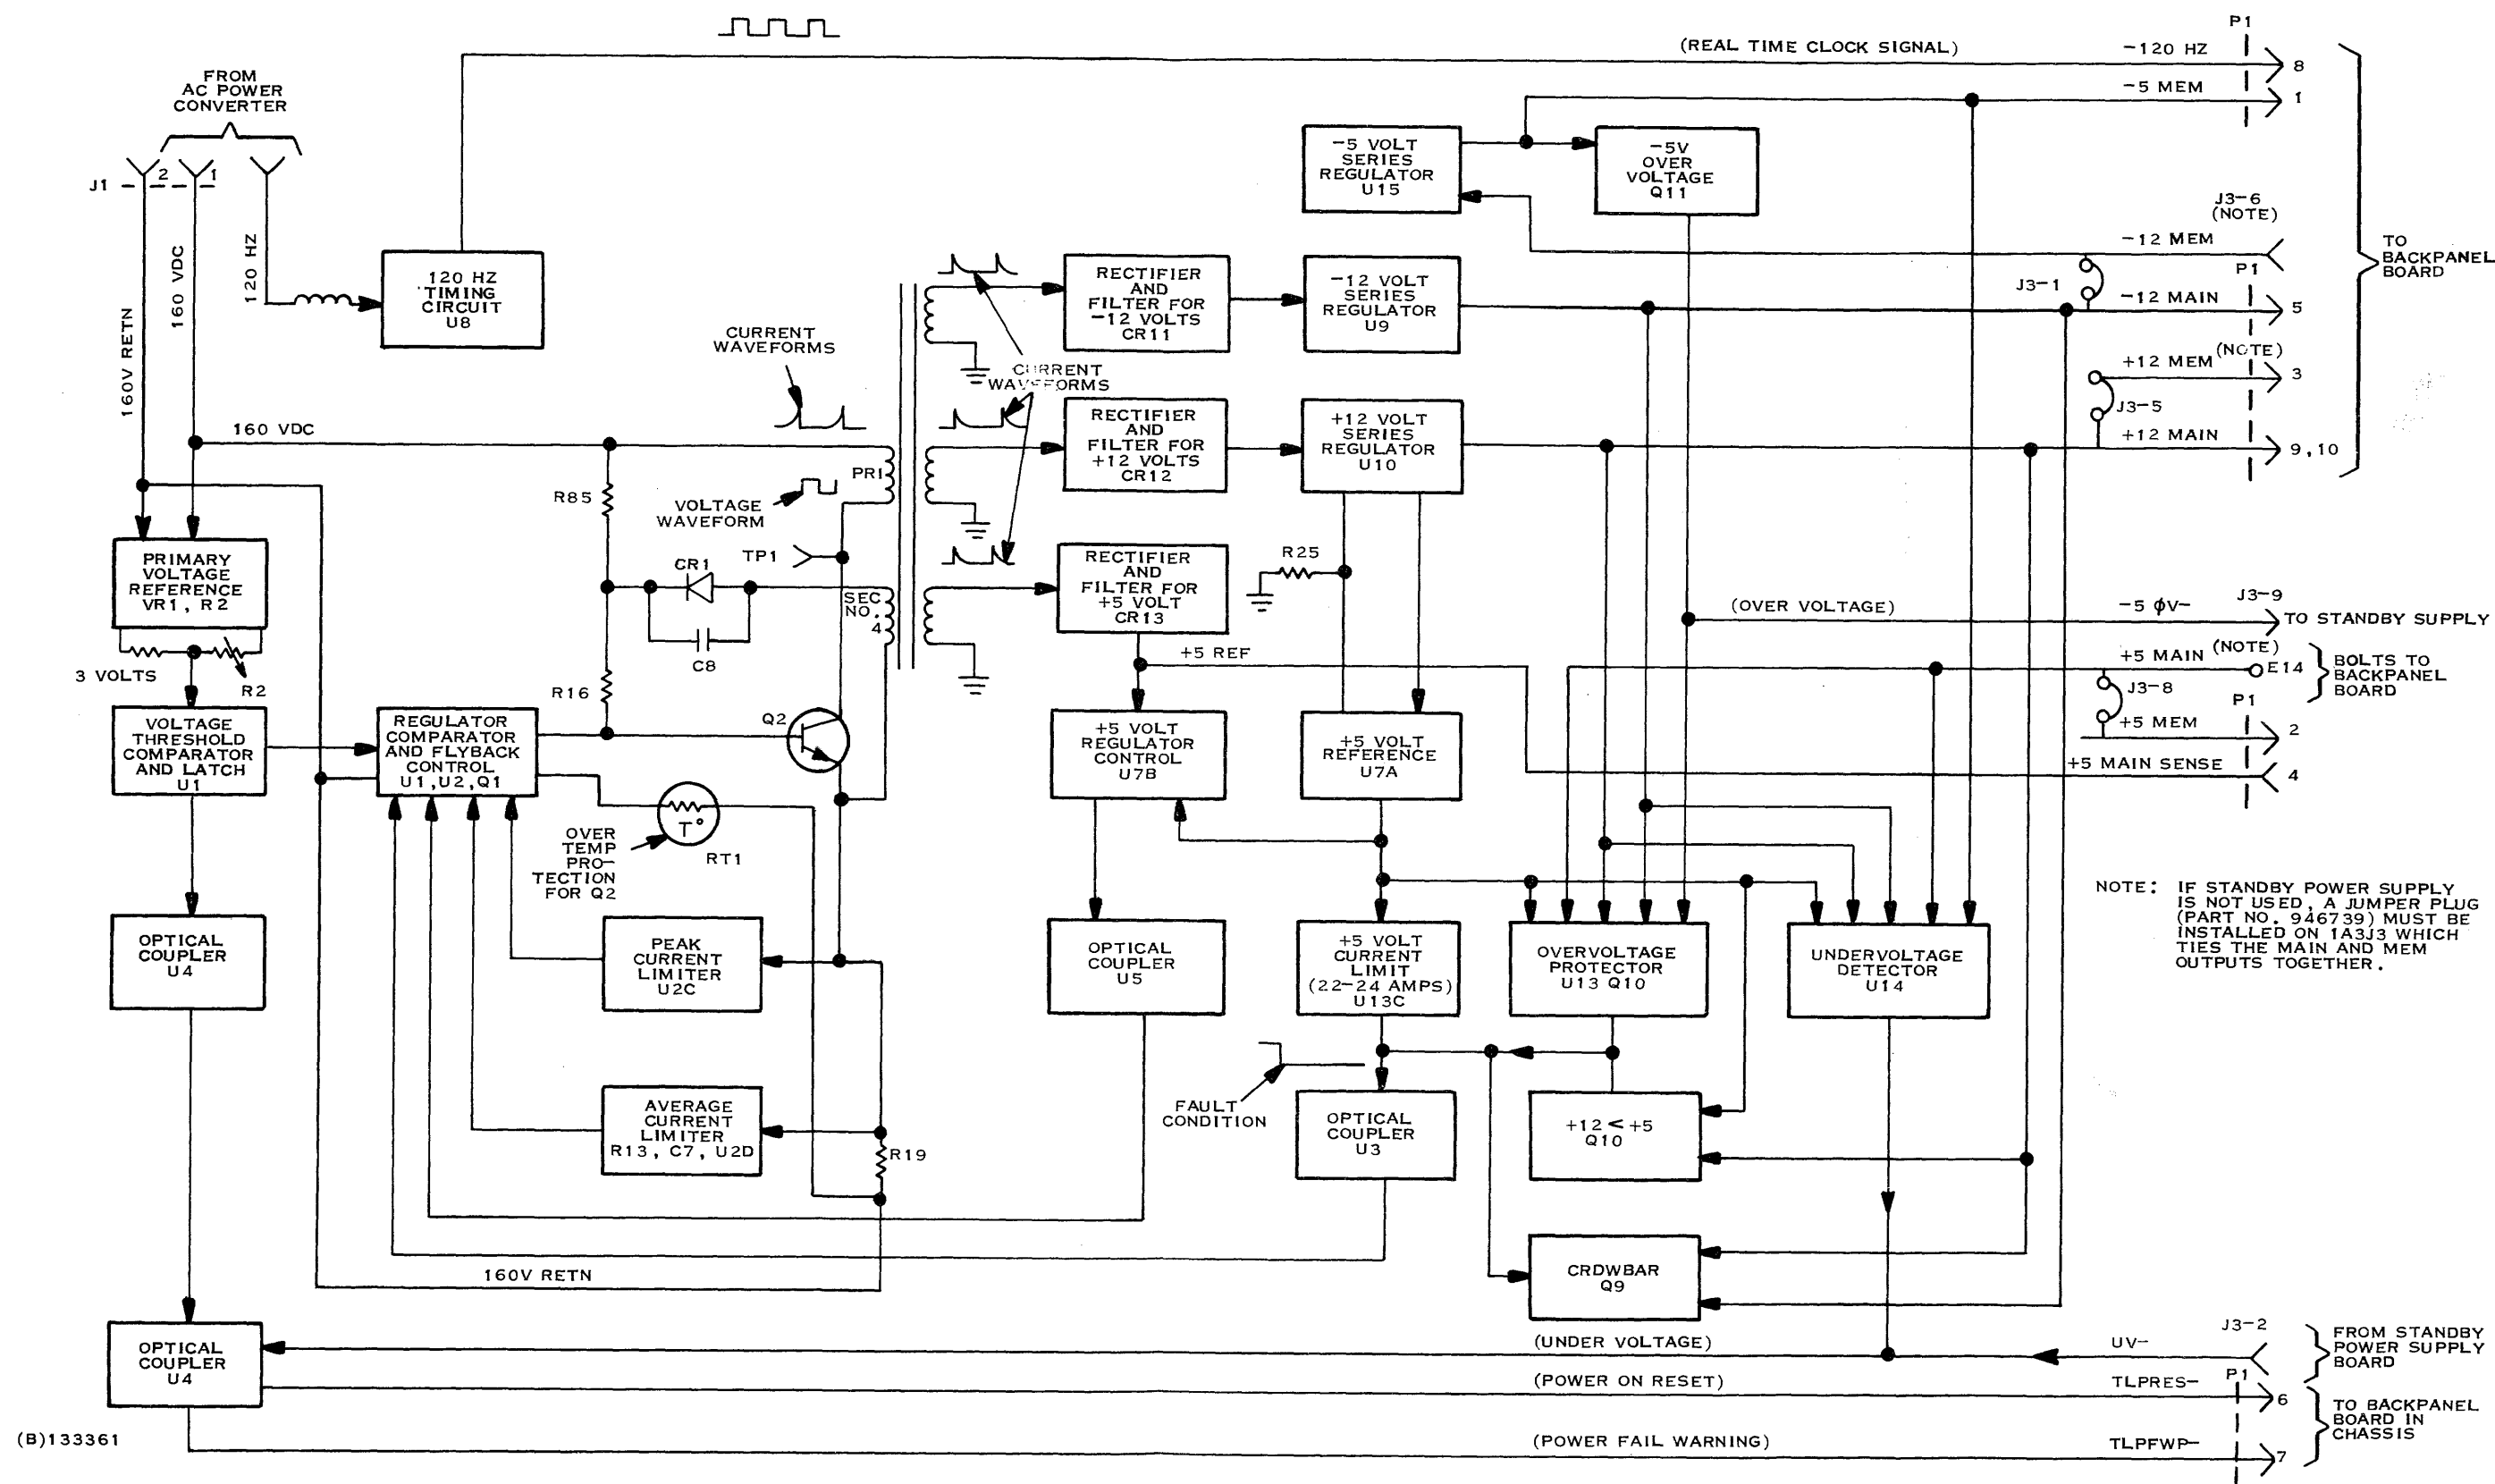 P1
(REAL TIME CLOCK SIGNAL)
-120 HZ
8
-5 MEM
1
FROM
AC POWER
CONVERTER
J1
2
1
160V RETN
160 VDC
120 HZ
120 HZ
TIMING
CIRCUIT
U8
-5 VOLT
SERIES
REGULATOR
U15
-5V
OVER
VOLTAGE
Q11
J3-6
(NOTE)
-12 MEM
P1
J3-1
-12 MAIN
5
TO
BACKPANEL
BOARD
RECTIFIER
AND
FILTER FOR
-12 VOLTS
CR11
-12 VOLT
SERIES
REGULATOR
U9
CURRENT
WAVEFORMS
CURRENT
WAVEFORMS
+12 MEM
(NOTE)
3
J3-5
+12 MAIN
9,10
RECTIFIER
AND
FILTER FOR
+12 VOLTS
CR12
+12 VOLT
SERIES
REGULATOR
U10
160 VDC
PRI
R85
VOLTAGE
WAVEFORM
TP1
CR1
C8
SEC
NO.
4
R16
PRIMARY
VOLTAGE
REFERENCE
VR1, R2
3 VOLTS
R2
RECTIFIER
AND
FILTER FOR
+5 VOLT
CR13
R25
+5 REF
(OVER VOLTAGE)
-5 ϕV-
J3-9
TO STANDBY SUPPLY
+5 MAIN
(NOTE)
E14
BOLTS TO
BACKPANEL
BOARD
J3-8
P1
+5 MEM
2
+5 MAIN SENSE
4
VOLTAGE
THRESHOLD
COMPARATOR
AND LATCH
U1
REGULATOR
COMPARATOR
AND FLYBACK
CONTROL
U1,U2,Q1
Q2
+5 VOLT
REGULATOR
CONTROL
U7B
+5 VOLT
REFERENCE
U7A
T°
RT1
OVER
TEMP
PRO-
TECTION
FOR Q2
NOTE: IF STANDBY POWER SUPPLY
IS NOT USED, A JUMPER PLUG
(PART NO. 946739) MUST BE
INSTALLED ON 1A3J3 WHICH
TIES THE MAIN AND MEM
OUTPUTS TOGETHER.
OPTICAL
COUPLER
U4
PEAK
CURRENT
LIMITER
U2C
OPTICAL
COUPLER
U5
+5 VOLT
CURRENT
LIMIT
(22-24 AMPS)
U13C
OVERVOLTAGE
PROTECTOR
U13 Q10
UNDERVOLTAGE
DETECTOR
U14
AVERAGE
CURRENT
LIMITER
R13, C7, U2D
R19
FAULT
CONDITION
OPTICAL
COUPLER
U3
+12 < +5
Q10
CRDWBAR
Q9
160V RETN
OPTICAL
COUPLER
U4
(UNDER VOLTAGE)
UV-
J3-2
FROM STANDBY
POWER SUPPLY
BOARD
(POWER ON RESET)
TLPRES-
P1
6
TO BACKPANEL
BOARD IN
CHASSIS
(POWER FAIL WARNING)
TLPFWP-
7
(B)133361